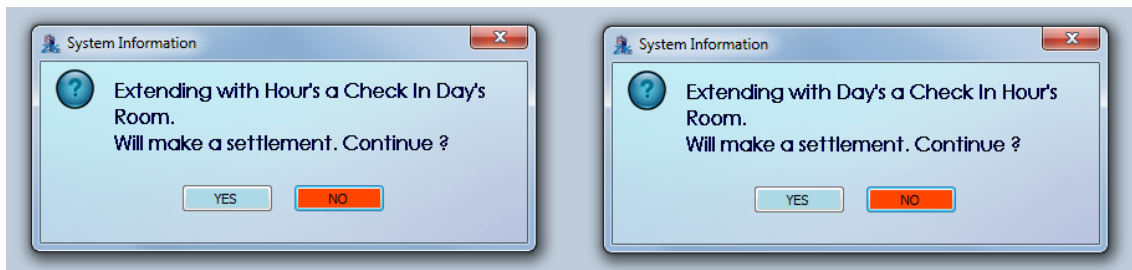 System Information
Extending with Hour's a Check In Day's
Room.
Will make a settlement. Continue ?
YES
NO
System Information
Extending with Day's a Check In Hour's
Room.
Will make a settlement. Continue ?
YES
NO